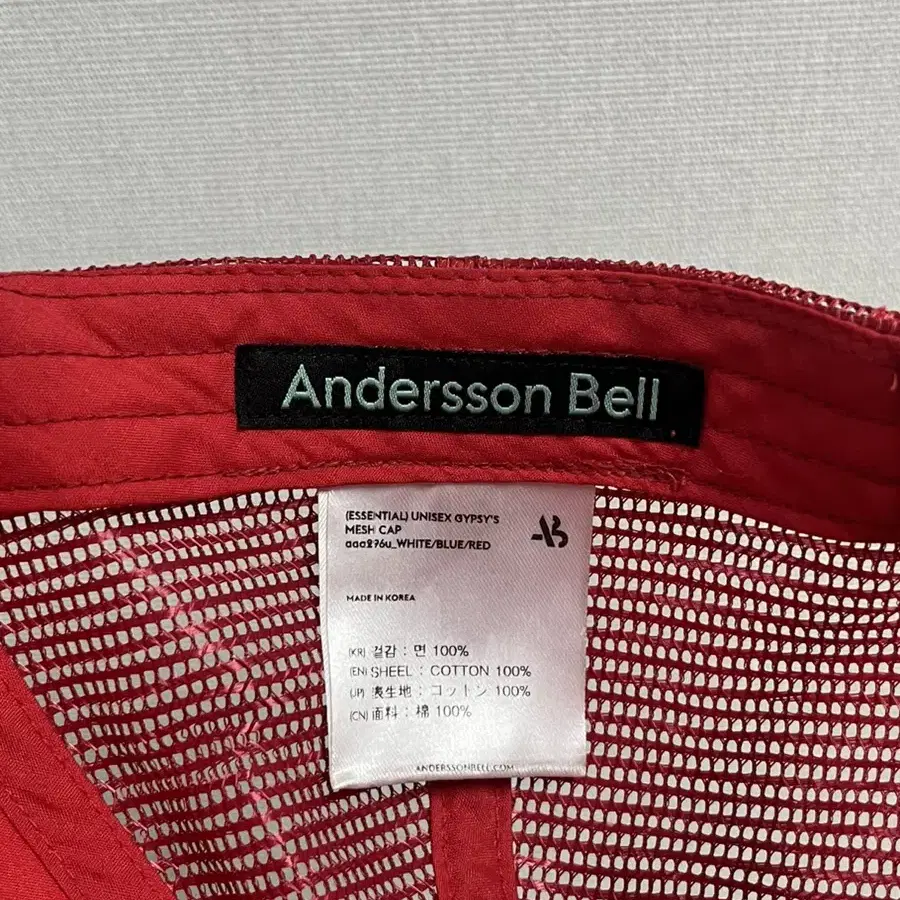 Andersson Bell
(ESSENTIAL) UNISEX GYPSY'S
MESH CAP
aaa296u_WHITE/BLUE/RED
AB
MADE IN KOREA
(KR) 겉감 : 면 100%
(EN) SHEEL : COTTON 100%
(JP) 表生地 : コットン 100%
(CN) 面料 : 棉 100%
ANDERSSONBELL.COM